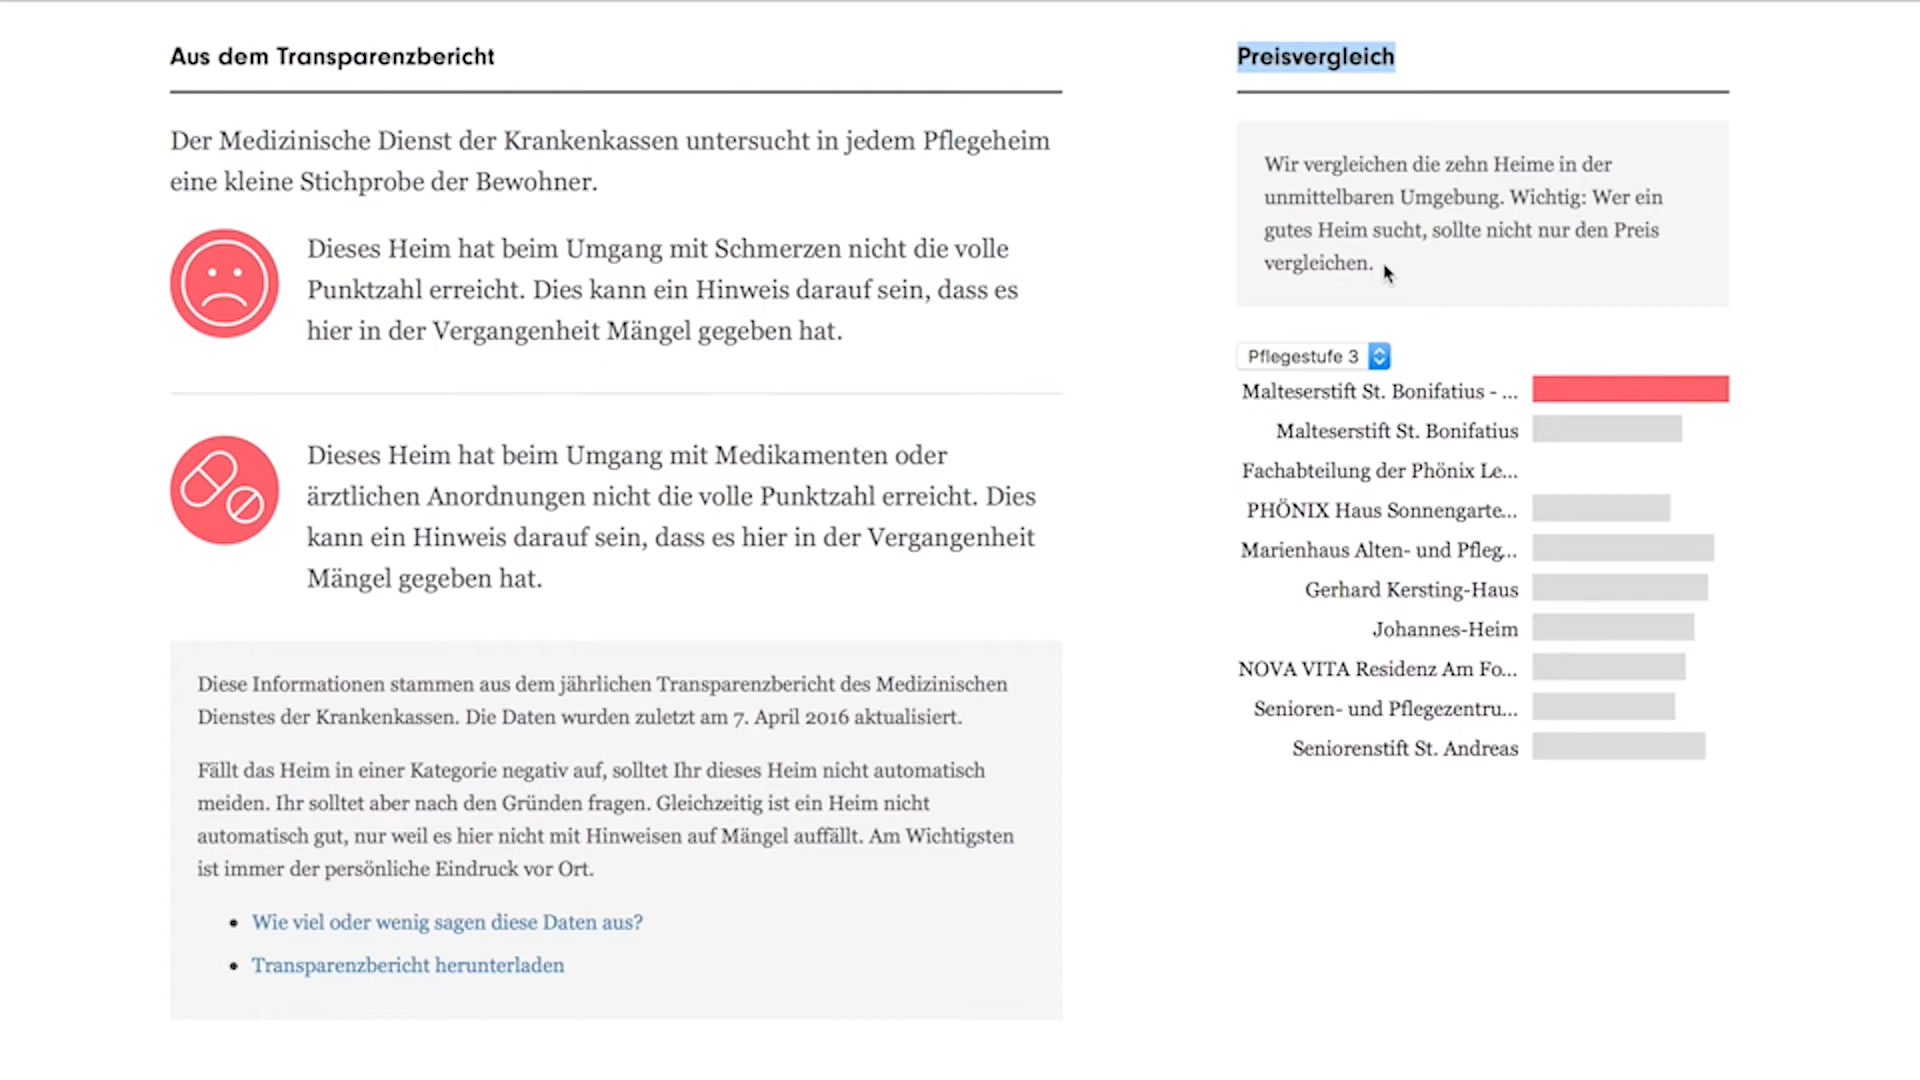 Aus dem Transparenzbericht
Der Medizinische Dienst der Krankenkassen untersucht in jedem Pflegeheim
eine kleine Stichprobe der Bewohner.
Dieses Heim hat beim Umgang mit Schmerzen nicht die volle
Punktzahl erreicht. Dies kann ein Hinweis darauf sein, dass es
hier in der Vergangenheit Mängel gegeben hat.
Dieses Heim hat beim Umgang mit Medikamenten oder
ärztlichen Anordnungen nicht die volle Punktzahl erreicht. Dies
kann ein Hinweis darauf sein, dass es hier in der Vergangenheit
Mängel gegeben hat.
Diese Informationen stammen aus dem jährlichen Transparenzbericht des Medizinischen
Dienstes der Krankenkassen. Die Daten wurden zuletzt am 7. April 2016 aktualisiert.
Fällt das Heim in einer Kategorie negativ auf, solltet Ihr dieses Heim nicht automatisch
meiden. Ihr solltet aber nach den Gründen fragen. Gleichzeitig ist ein Heim nicht
automatisch gut, nur weil es hier nicht mit Hinweisen auf Mängel auffällt. Am Wichtigsten
ist immer der persönliche Eindruck vor Ort.
• Wie viel oder wenig sagen diese Daten aus?
• Transparenzbericht herunterladen
Preisvergleich
Wir vergleichen die zehn Heime in der
unmittelbaren Umgebung. Wichtig: Wer ein
gutes Heim sucht, sollte nicht nur den Preis
vergleichen.
Pflegestufe 3
Malteserstift St. Bonifatius - ...
Malteserstift St. Bonifatius
Fachabteilung der Phönix Le...
PHÖNIX Haus Sonnengarte...
Marienhaus Alten- und Pfleg...
Gerhard Kersting-Haus
Johannes-Heim
NOVA VITA Residenz Am Fo...
Senioren- und Pflegezentru...
Seniorenstift St. Andreas